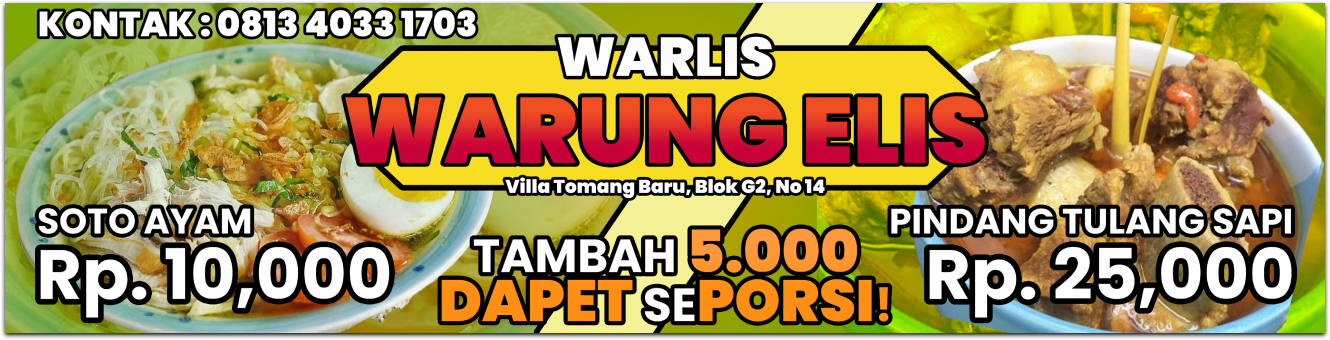 KONTAK : 0813 4033 1703
WARLIS
WARUNG ELIS
Villa Tomang Baru, Blok G2, No 14
SOTO AYAM
Rp. 10,000
TAMBAH 5.000
DAPET SEPORSI!
PINDANG TULANG SAPI
Rp. 25,000